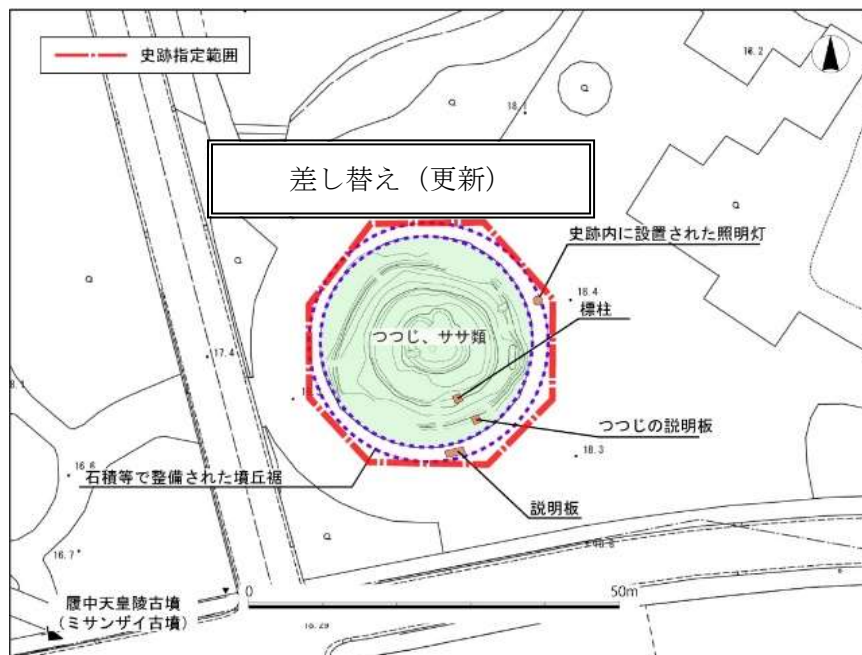 史跡指定範囲
16.2
18.1
差し替え（更新）
史跡内に設置された照明灯
18.4
標柱
つつじ、ササ類
17.4
つつじの説明板
18.3
16.6
石積等で整備された墳丘裾
説明板
16.7
0
50m
履中天皇陵古墳
（ミサンザイ古墳）